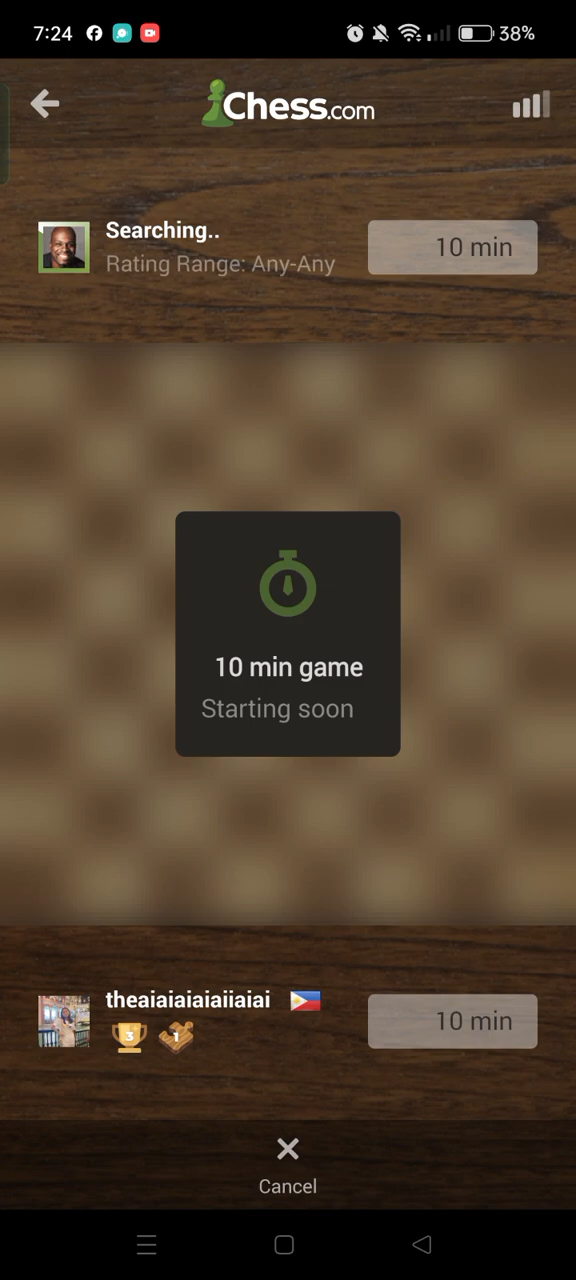 7:24
38%
Chess.com
Searching..
Rating Range: Any-Any
10 min
10 min game
Starting soon
theaiaiaiaiaiiaiai
10 min
3
1
Cancel